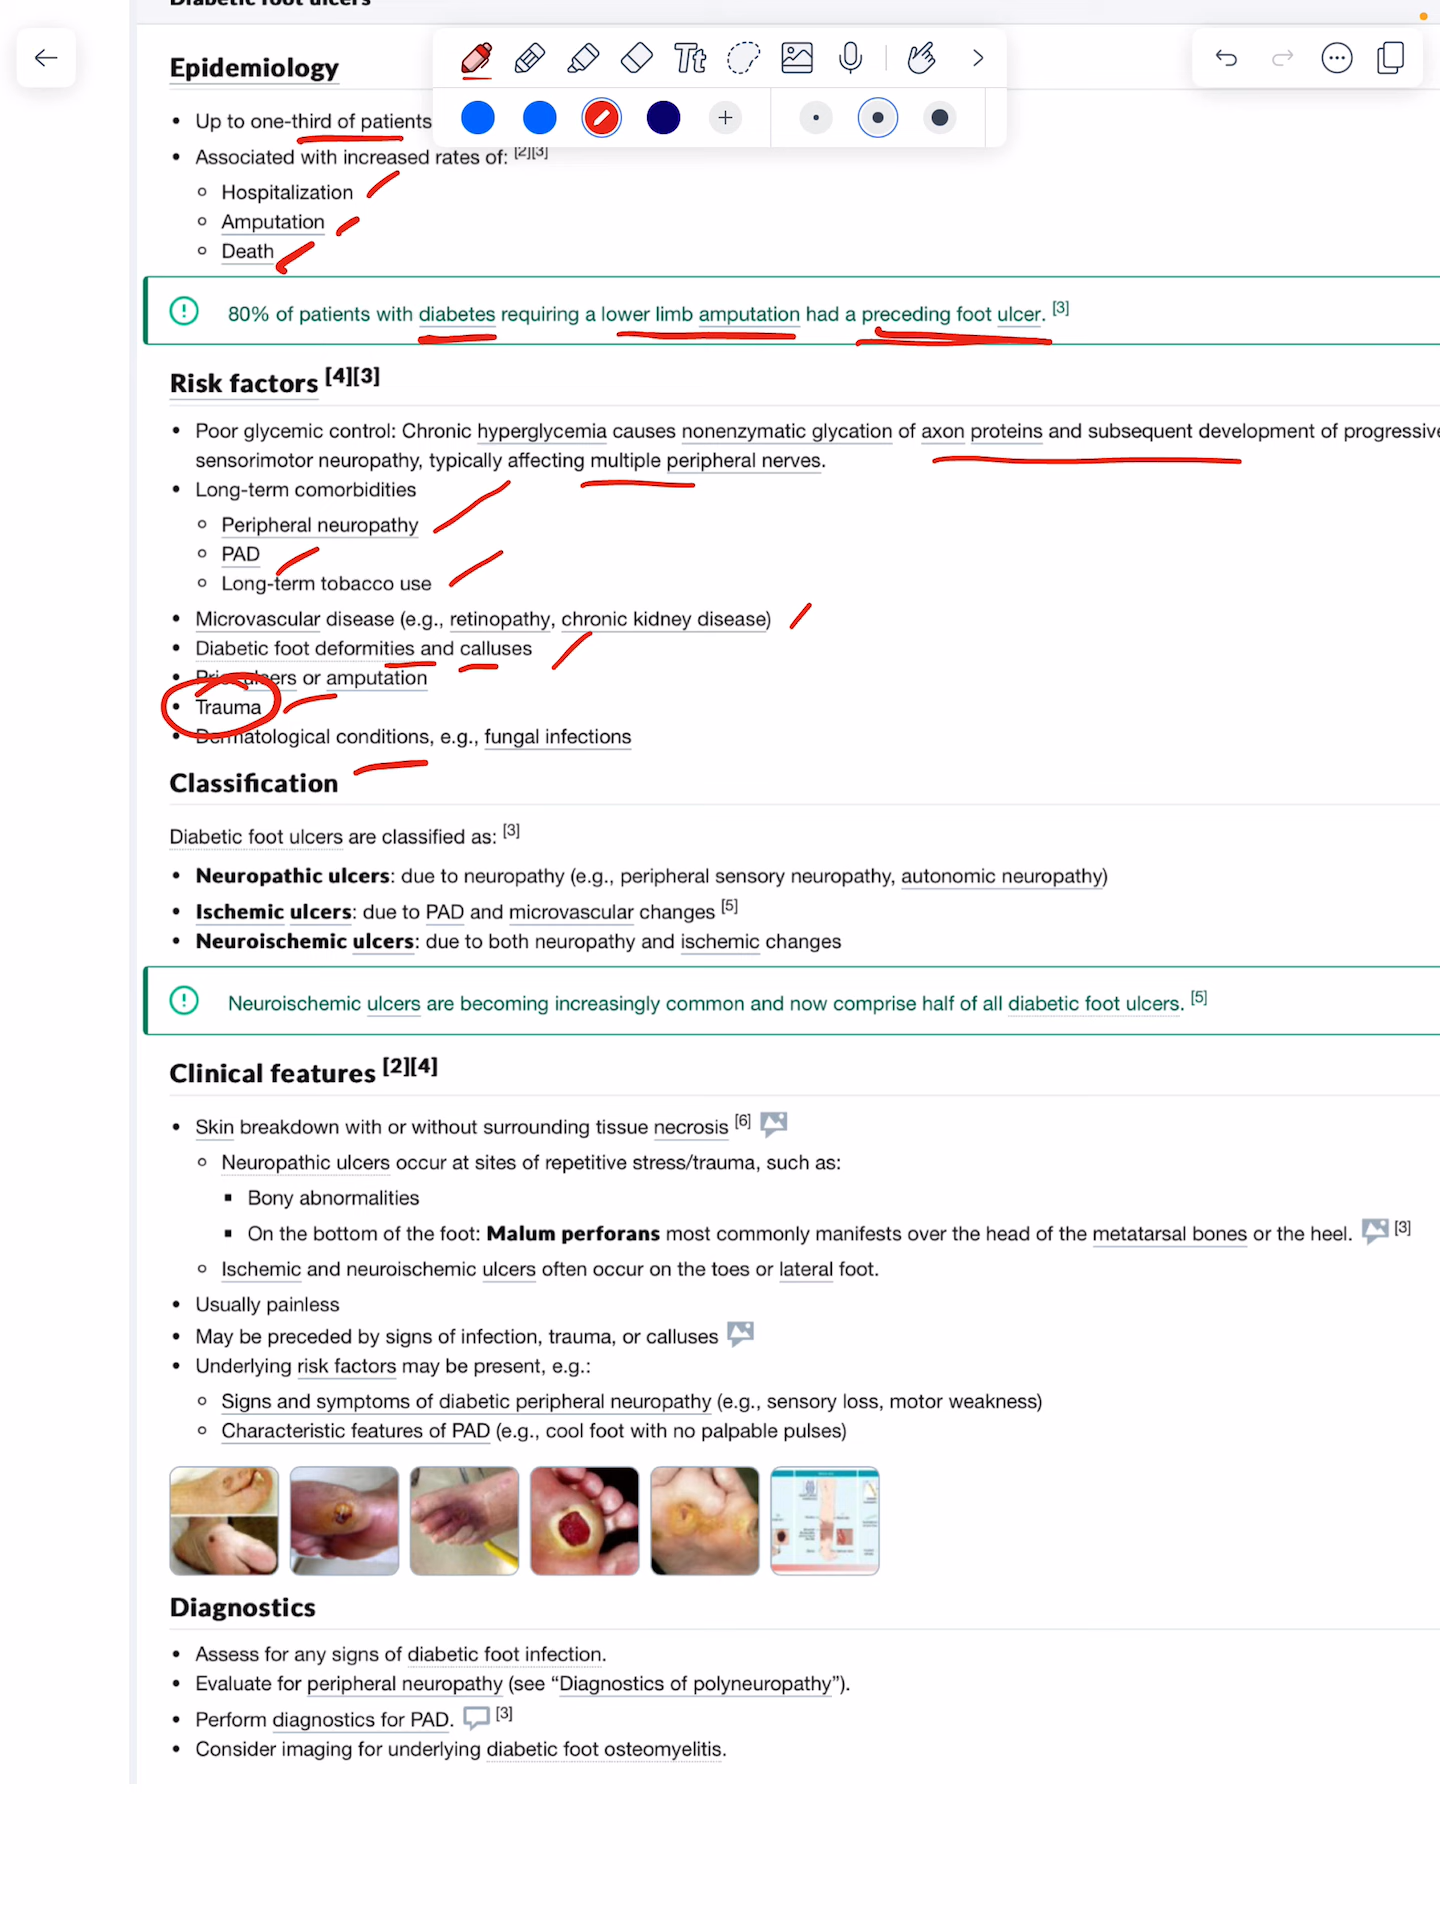 Diabetic foot ulcers
Epidemiology
Tt
• Up to one-third of patients
• Associated with increased rates of: [2][3]
Hospitalization
Amputation
Death
80% of patients with diabetes requiring a lower limb amputation had a preceding foot ulcer. [3]
Risk factors [4][3]
• Poor glycemic control: Chronic hyperglycemia causes nonenzymatic glycation of axon proteins and subsequent development of progressive
sensorimotor neuropathy, typically affecting multiple peripheral nerves.
• Long-term comorbidities
Peripheral neuropathy
PAD
Long-term tobacco use
• Microvascular disease (e.g., retinopathy, chronic kidney disease)
• Diabetic foot deformities and calluses
• Prior ulcers or amputation
• Trauma
• Dermatological conditions, e.g., fungal infections
Classification
Diabetic foot ulcers are classified as: [3]
• Neuropathic ulcers: due to neuropathy (e.g., peripheral sensory neuropathy, autonomic neuropathy)
• Ischemic ulcers: due to PAD and microvascular changes [5]
• Neuroischemic ulcers: due to both neuropathy and ischemic changes
Neuroischemic ulcers are becoming increasingly common and now comprise half of all diabetic foot ulcers. [5]
Clinical features [2][4]
• Skin breakdown with or without surrounding tissue necrosis [6]
Neuropathic ulcers occur at sites of repetitive stress/trauma, such as:
▪ Bony abnormalities
▪ On the bottom of the foot: Malum perforans most commonly manifests over the head of the metatarsal bones or the heel. [3]
Ischemic and neuroischemic ulcers often occur on the toes or lateral foot.
• Usually painless
• May be preceded by signs of infection, trauma, or calluses
• Underlying risk factors may be present, e.g.:
Signs and symptoms of diabetic peripheral neuropathy (e.g., sensory loss, motor weakness)
Characteristic features of PAD (e.g., cool foot with no palpable pulses)
Diagnostics
• Assess for any signs of diabetic foot infection.
• Evaluate for peripheral neuropathy (see “Diagnostics of polyneuropathy”).
• Perform diagnostics for PAD. [3]
• Consider imaging for underlying diabetic foot osteomyelitis.